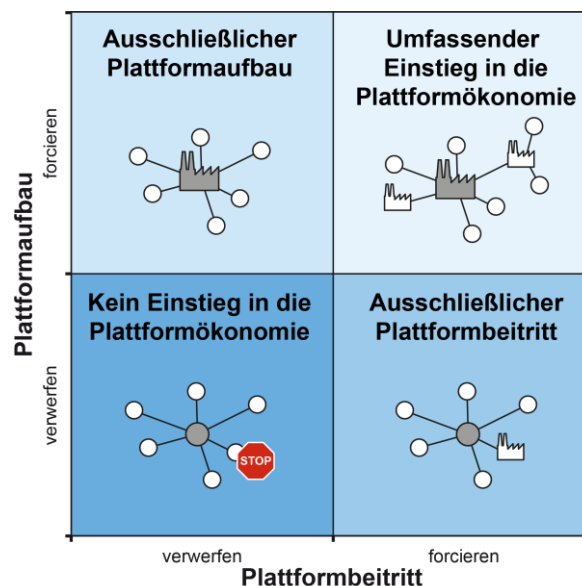 Ausschließlicher
Plattformaufbau
Umfassender
Einstieg in die
Plattformökonomie
Kein Einstieg in die
Plattformökonomie
STOP
Ausschließlicher
Plattformbeitritt
Plattformaufbau
forcieren
verwerfen
verwerfen
forcieren
Plattformbeitritt